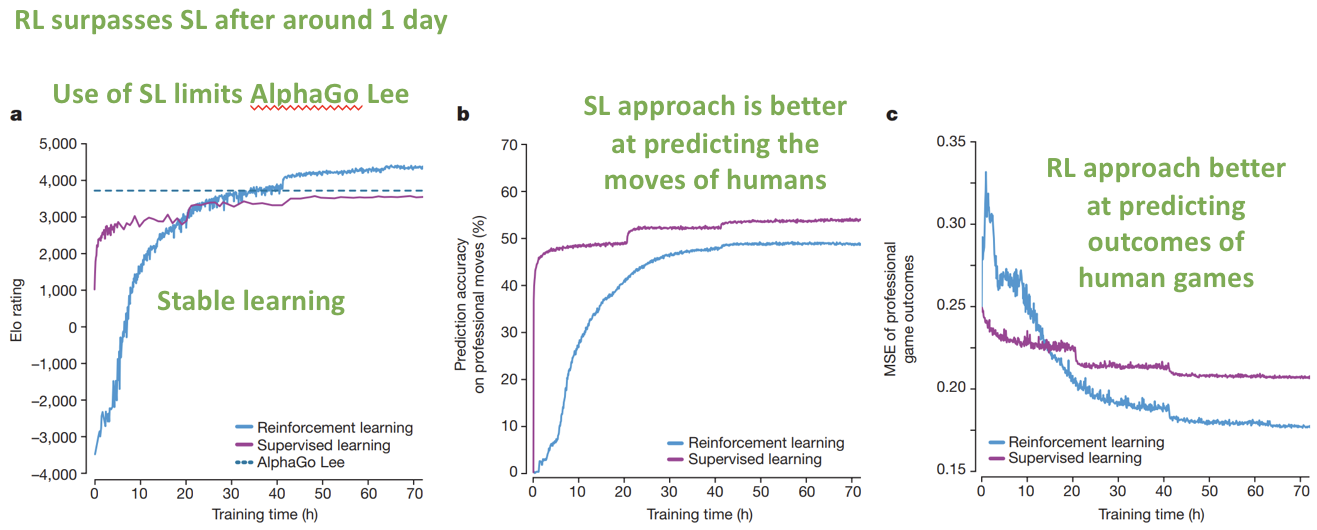 RL surpasses SL after around 1 day
Use of SL limits AlphaGo Lee
a
5,000
4,000
3,000
2,000
1,000
0
−1,000
−2,000
−3,000
−4,000
Elo rating
Stable learning
Reinforcement learning
Supervised learning
AlphaGo Lee
0 10 20 30 40 50 60 70
Training time (h)
b
SL approach is better
at predicting the
moves of humans
70
60
50
40
30
20
10
0
Prediction accuracy
on professional moves (%)
Reinforcement learning
Supervised learning
0 10 20 30 40 50 60 70
Training time (h)
c
RL approach better
at predicting
outcomes of
human games
0.35
0.30
0.25
0.20
0.15
MSE of professional
game outcomes
Reinforcement learning
Supervised learning
0 10 20 30 40 50 60 70
Training time (h)